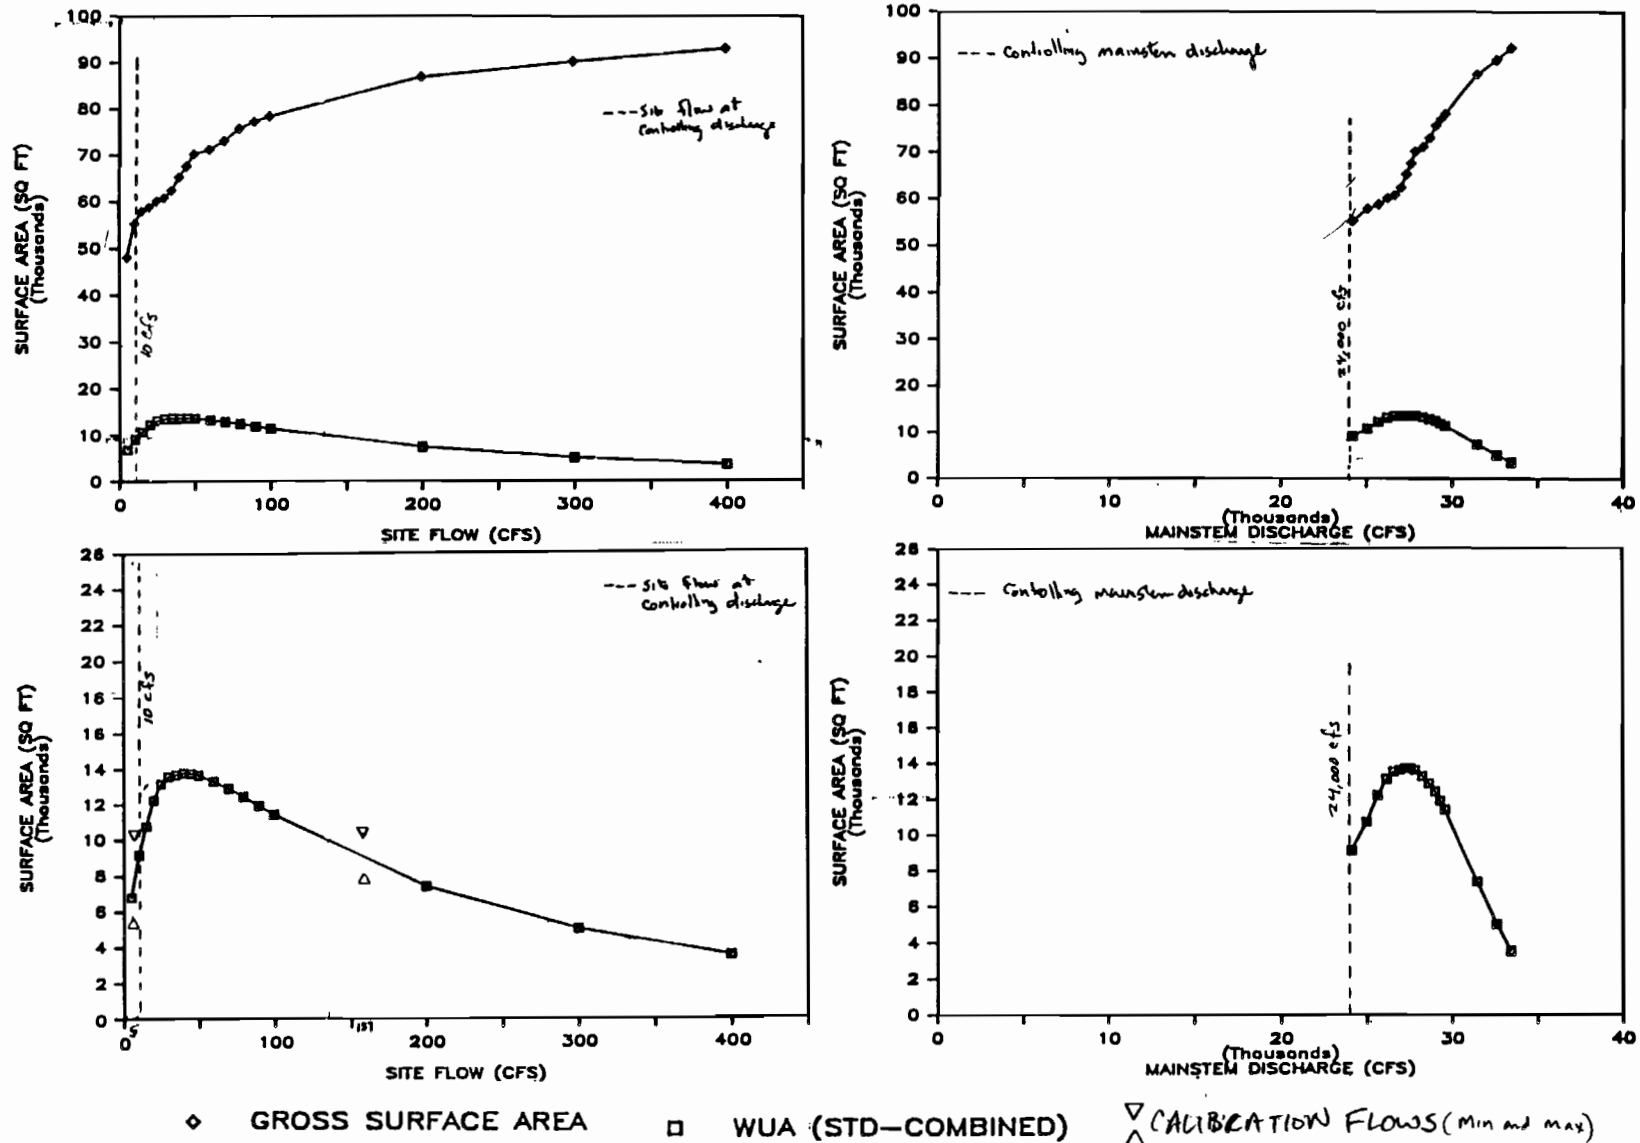 100
90
80
70
60
50
40
30
20
10
0
SURFACE AREA (SQ FT)
(Thousands)
10 cfs
--- Site flow at
controlling discharge
0
100
200
300
400
SITE FLOW (CFS)
100
90
80
70
60
50
40
30
20
10
0
SURFACE AREA (SQ FT)
(Thousands)
--- Controlling mainstem discharge
24,000 cfs
0
10
20
30
40
(Thousands)
MAINSTEM DISCHARGE (CFS)
26
24
22
20
18
16
14
12
10
8
6
4
2
0
SURFACE AREA (SQ FT)
(Thousands)
10 cfs
--- Site flow at
controlling discharge
5
157
0
100
200
300
400
SITE FLOW (CFS)
26
24
22
20
18
16
14
12
10
8
6
4
2
0
SURFACE AREA (SQ FT)
(Thousands)
--- Controlling mainstem discharge
24,000 cfs
0
10
20
30
40
(Thousands)
MAINSTEM DISCHARGE (CFS)
GROSS SURFACE AREA
WUA (STD-COMBINED)
CALIBRATION FLOWS (Min and max)